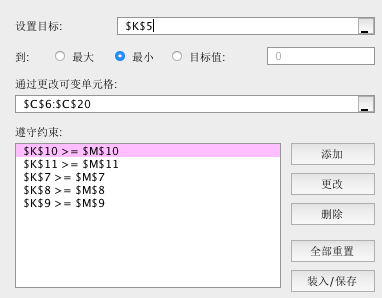 设置目标: $K$5
到: 最大 最小 目标值: 0
通过更改可变单元格:
$C$6:$C$20
遵守约束:
$K$10 >= $M$10
$K$11 >= $M$11
$K$7 >= $M$7
$K$8 >= $M$8
$K$9 >= $M$9
添加
更改
删除
全部重置
装入/保存